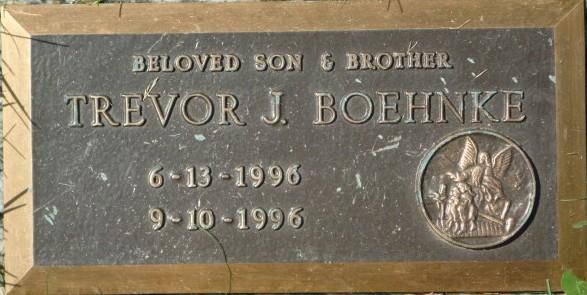 BELOVED SON & BROTHER
TREVOR J. BOEHNKE
6-13-1996
9-10-1996